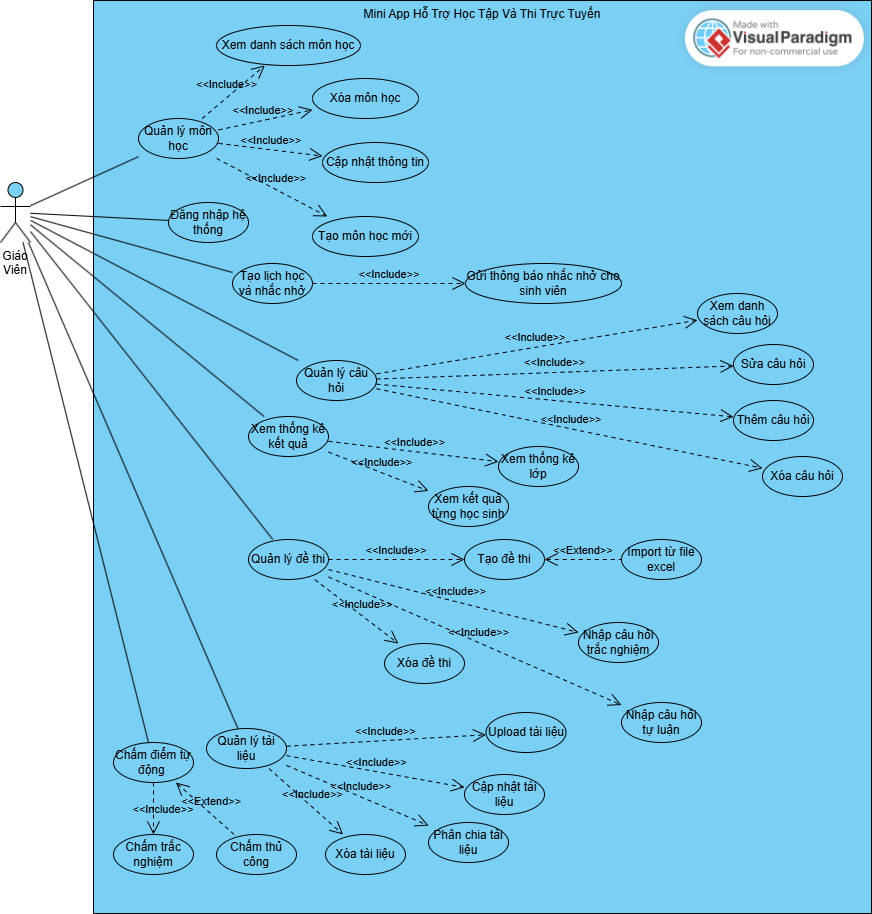 Mini App Hỗ Trợ Học Tập Và Thi Trực Tuyến
Made with
VisualParadigm
For non-commercial use
Xem danh sách môn học
<<Include>>
Xóa môn học
<<Include>>
Quản lý môn
học
<<Include>>
Cập nhật thông tin
<<Include>>
Tạo môn học mới
Đăng nhập hệ
thống
Giáo
Viên
Tạo lịch học
và nhắc nhở
<<Include>>
Gửi thông báo nhắc nhở cho
sinh viên
Xem danh
sách câu hỏi
<<Include>>
Quản lý câu
hỏi
<<Include>>
Sửa câu hỏi
<<Include>>
Thêm câu hỏi
<<Include>>
Xóa câu hỏi
Xem thống kê
kết quả
<<Include>>
Xem thống kê
lớp
<<Include>>
Xem kết quả
từng học sinh
Quản lý đề thi
<<Include>>
Tạo đề thi
<<Extend>>
Import từ file
excel
<<Include>>
Nhập câu hỏi
trắc nghiệm
<<Include>>
<<Include>>
Xóa đề thi
Nhập câu hỏi
tự luận
Quản lý tài
liệu
<<Include>>
Upload tài liệu
<<Include>>
Cập nhật tài
liệu
<<Include>>
Phân chia tài
liệu
<<Include>>
Xóa tài liệu
Chấm điểm tự
động
<<Include>>
<<Extend>>
Chấm trắc
nghiệm
Chấm thủ
công